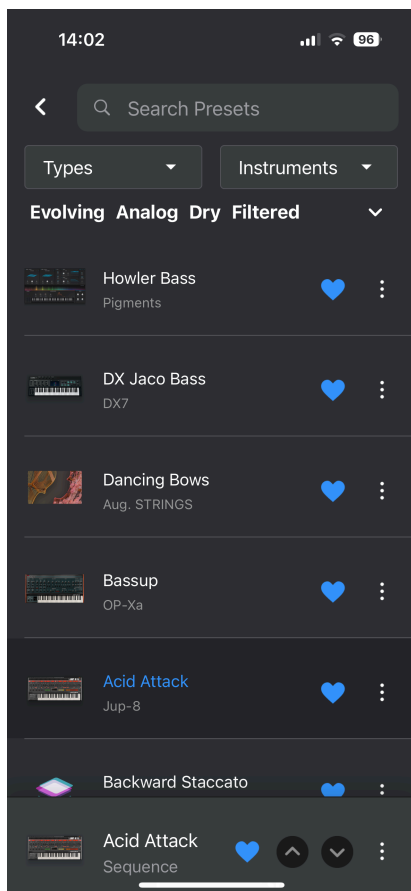 14:02
96
Search Presets
Types
Instruments
Evolving Analog Dry Filtered
Howler Bass
Pigments
DX Jaco Bass
DX7
Dancing Bows
Aug. STRINGS
Bassup
OP-Xa
Acid Attack
Jup-8
Backward Staccato
Acid Attack
Sequence